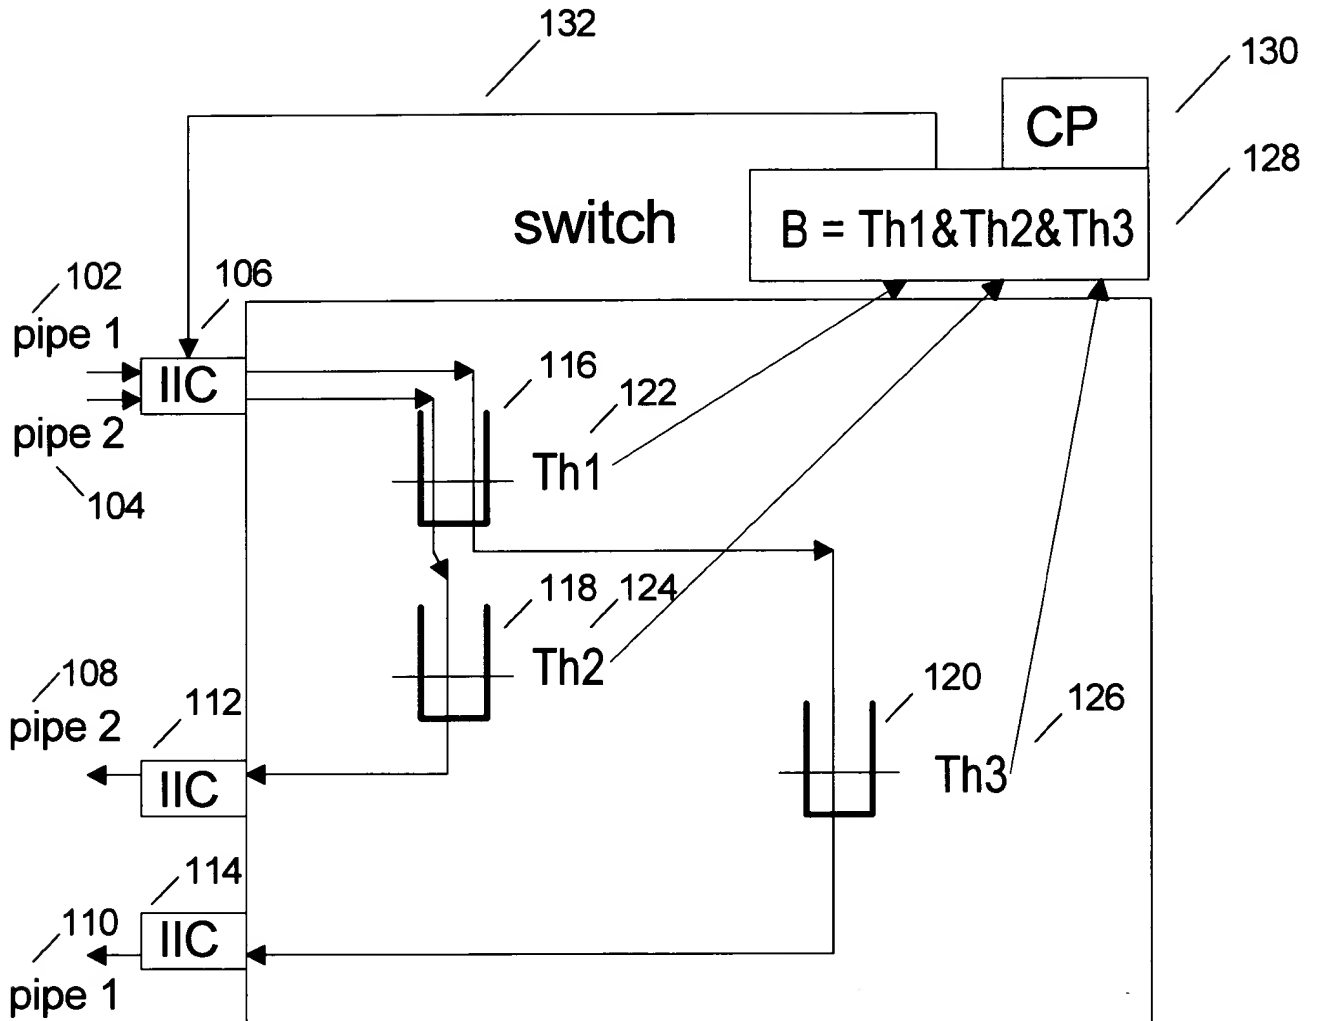 132
130
CP
128
switch
B = Th1&Th2&Th3
102
106
pipe 1
IIC
116
122
pipe 2
Th1
104
118
124
Th2
108
112
120
126
pipe 2
IIC
Th3
114
110
IIC
pipe 1